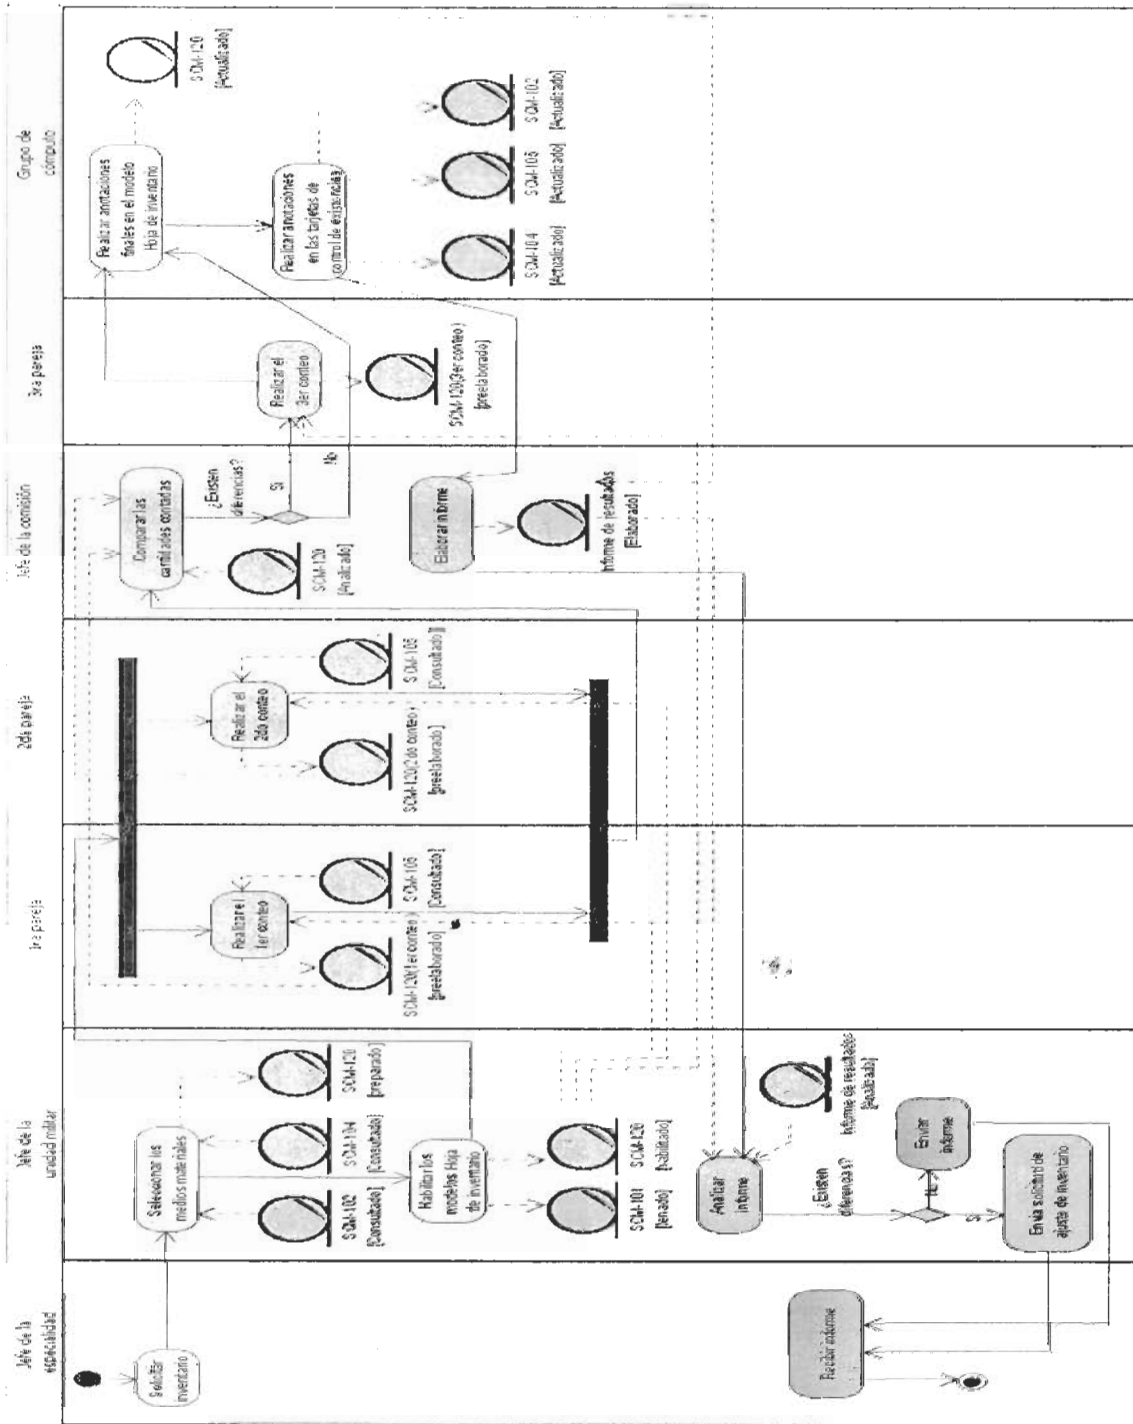 Jefe de la
especialidad
Jefe de la
unidad militar
1ra pareja
2da pareja
Jefe de la comisión
3ra pareja
Grupo de
cómputo
Solicitar
inventario
Seleccionar los
medios materiales
SCM-102
[Consultado]
SCM-104
[Consultado]
SCM-120
[preparado]
Habilitar los
modelos Hoja
de inventario
SCM-101
[llenado]
SCM-120
[habilitado]
Realizar el
1er conteo
SCM-120(1er conteo)
[preelaborado]
SCM-105
[Consultado]
Realizar el
2do conteo
SCM-120(2do conteo)
[preelaborado]
SCM-105
[Consultado]
Comparar las
cantidades contadas
SCM-120
[Analizado]
¿Existen
diferencias?
Si
No
Realizar el
3er conteo
SCM-120(3er conteo)
[preelaborado]
Realizar anotaciones
finales en el modelo
Hoja de inventario
SCM-120
[Actualizado]
Realizar anotaciones
en las tarjetas de
control de existencias
SCM-104
[Actualizado]
SCM-105
[Actualizado]
SCM-102
[Actualizado]
Elaborar informe
Informe de resultados
[Elaborado]
Analizar
informe
Informe de resultados
[Analizado]
¿Existen
diferencias?
No
Si
Enviar
informe
Envia solicitud de
ajuste de inventario
Recibir informe